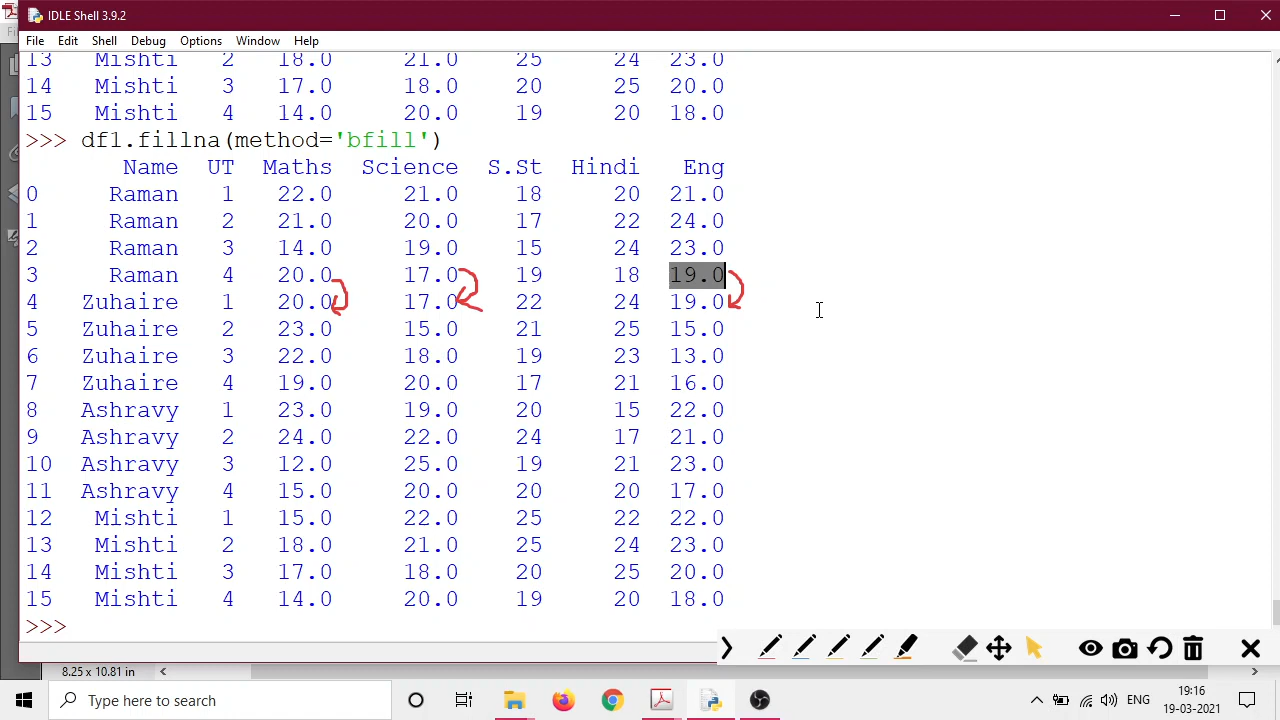 IDLE Shell 3.9.2
File Edit Shell Debug Options Window Help
13 Mishti 2 18.0 21.0 25 24 23.0
14 Mishti 3 17.0 18.0 20 25 20.0
15 Mishti 4 14.0 20.0 19 20 18.0
>>> df1.fillna(method='bfill')
Name UT Maths Science S.St Hindi Eng
0 Raman 1 22.0 21.0 18 20 21.0
1 Raman 2 21.0 20.0 17 22 24.0
2 Raman 3 14.0 19.0 15 24 23.0
3 Raman 4 20.0 17.0 19 18 19.0
4 Zuhaire 1 20.0 17.0 22 24 19.0
5 Zuhaire 2 23.0 15.0 21 25 15.0
6 Zuhaire 3 22.0 18.0 19 23 13.0
7 Zuhaire 4 19.0 20.0 17 21 16.0
8 Ashravy 1 23.0 19.0 20 15 22.0
9 Ashravy 2 24.0 22.0 24 17 21.0
10 Ashravy 3 12.0 25.0 19 21 23.0
11 Ashravy 4 15.0 20.0 20 20 17.0
12 Mishti 1 15.0 22.0 25 22 22.0
13 Mishti 2 18.0 21.0 25 24 23.0
14 Mishti 3 17.0 18.0 20 25 20.0
15 Mishti 4 14.0 20.0 19 20 18.0
>>>
8.25 x 10.81 in
Type here to search
ENG
19:16
19-03-2021